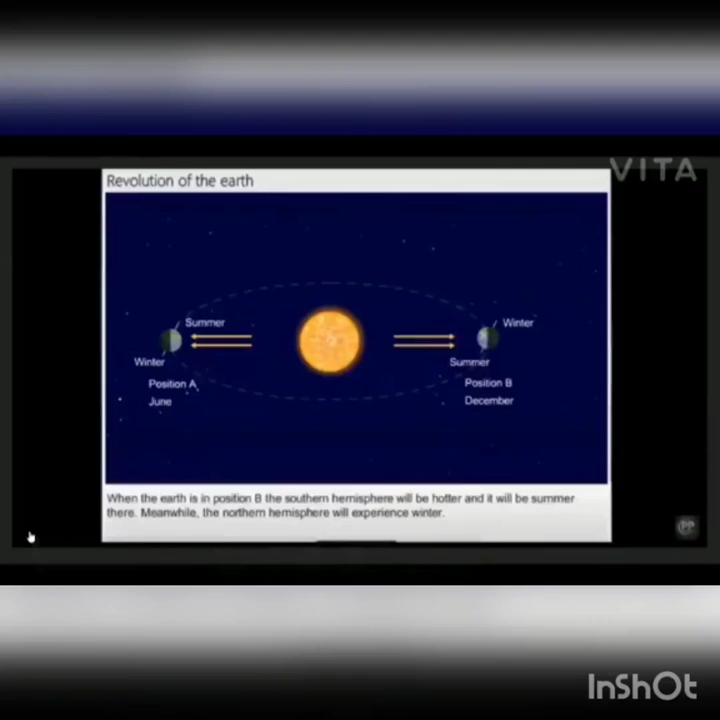 VITA
Revolution of the earth
Summer
Winter
Winter
Summer
Position A
Position B
June
December
When the earth is in position B the southern hemisphere will be hotter and it will be summer
there. Meanwhile, the northern hemisphere will experience winter.
InShOt